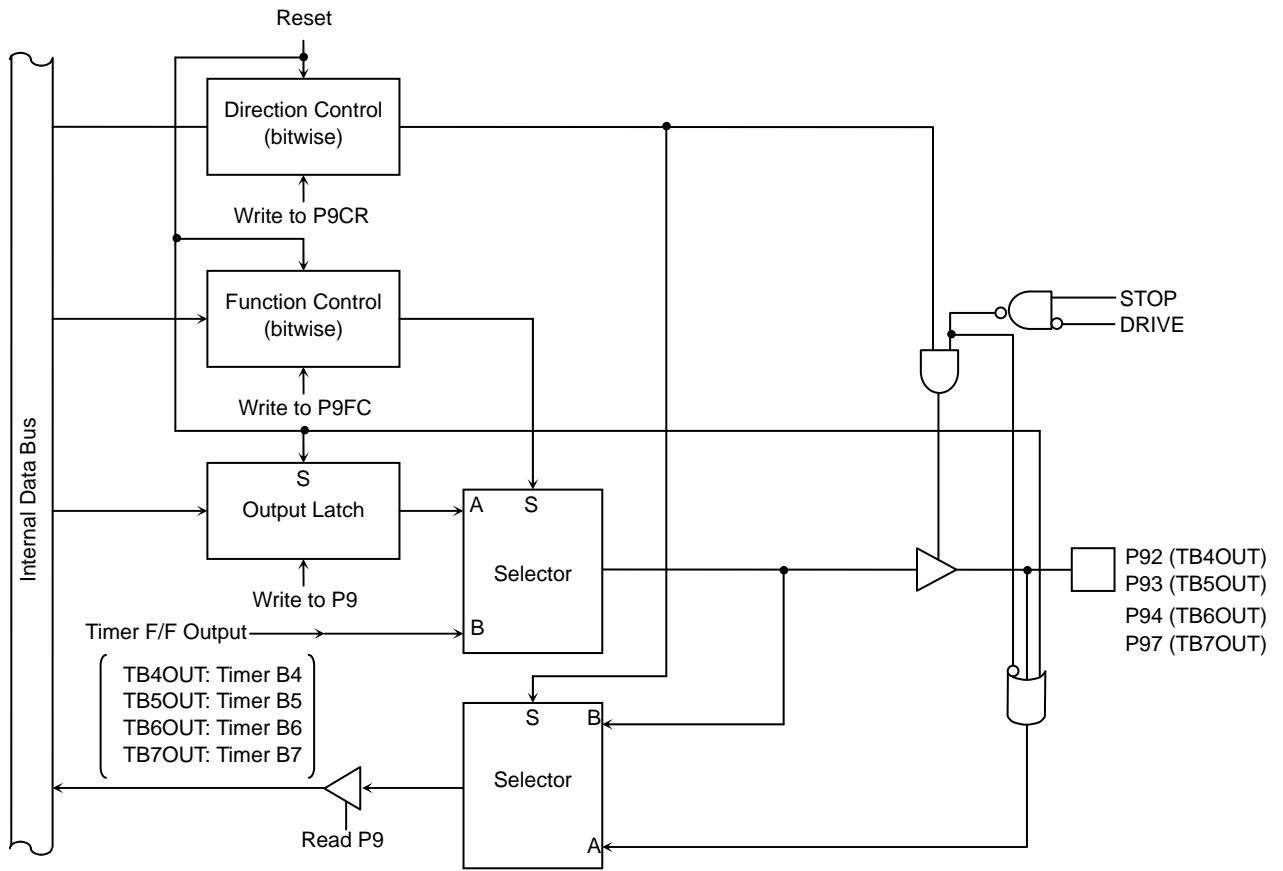 Reset
Direction Control
(bitwise)
Write to P9CR
Function Control
(bitwise)
STOP
DRIVE
Write to P9FC
Internal Data Bus
S
Output Latch
A
S
Selector
B
Write to P9
Timer F/F Output
TB4OUT: Timer B4
TB5OUT: Timer B5
TB6OUT: Timer B6
TB7OUT: Timer B7
P92 (TB4OUT)
P93 (TB5OUT)
P94 (TB6OUT)
P97 (TB7OUT)
S
B
Selector
A
Read P9